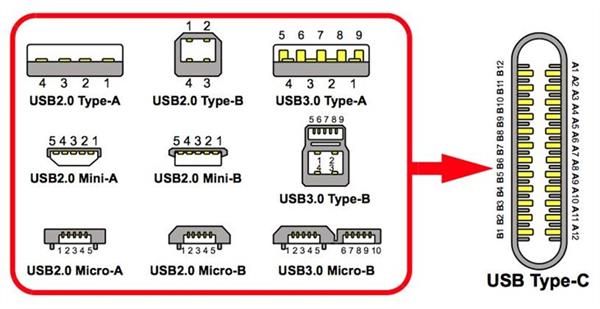 4 3 2 1
USB2.0 Type-A
1 2
4 3
USB2.0 Type-B
5 6 7 8 9
4 3 2 1
USB3.0 Type-A
5 4 3 2 1
USB2.0 Mini-A
5 4 3 2 1
USB2.0 Mini-B
5 6 7 8 9
1 2
4 3
USB3.0 Type-B
1 2 3 4 5
USB2.0 Micro-A
1 2 3 4 5
USB2.0 Micro-B
1 2 3 4 5 6 7 8 9 10
USB3.0 Micro-B
B1 B2 B3 B4 B5 B6 B7 B8 B9 B10 B11 B12
A1 A2 A3 A4 A5 A6 A7 A8 A9 A10 A11 A12
USB Type-C